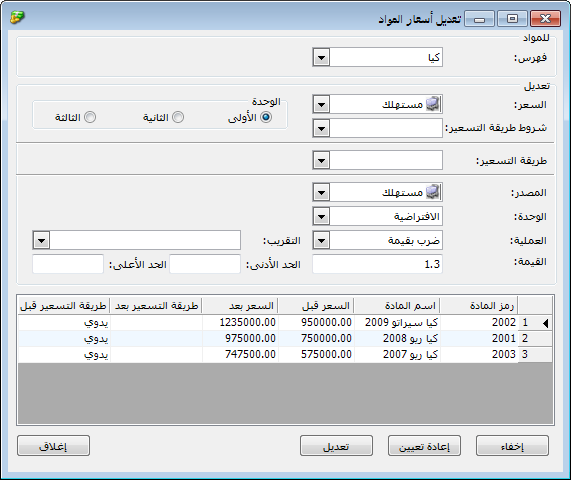 تعديل أسعار المواد
للمواد
فهرس: كيا
تعديل
السعر: مستهلك
الوحدة
الأولى الثانية الثالثة
شروط طريقة التسعير:
طريقة التسعير:
المصدر: مستهلك
الوحدة: الافتراضية
العملية: ضرب بقيمة التقريب:
القيمة: 1.3 الحد الأدنى: الحد الأعلى:
رمز المادة اسم المادة السعر قبل السعر بعد طريقة التسعير بعد طريقة التسعير قبل
1 2002 كيا سيراتو 2009 950000.00 1235000.00 يدوي
2 2001 كيا ريو 2008 750000.00 975000.00 يدوي
3 2003 كيا ريو 2007 575000.00 747500.00 يدوي
إخفاء إعادة تعيين تعديل إغلاق